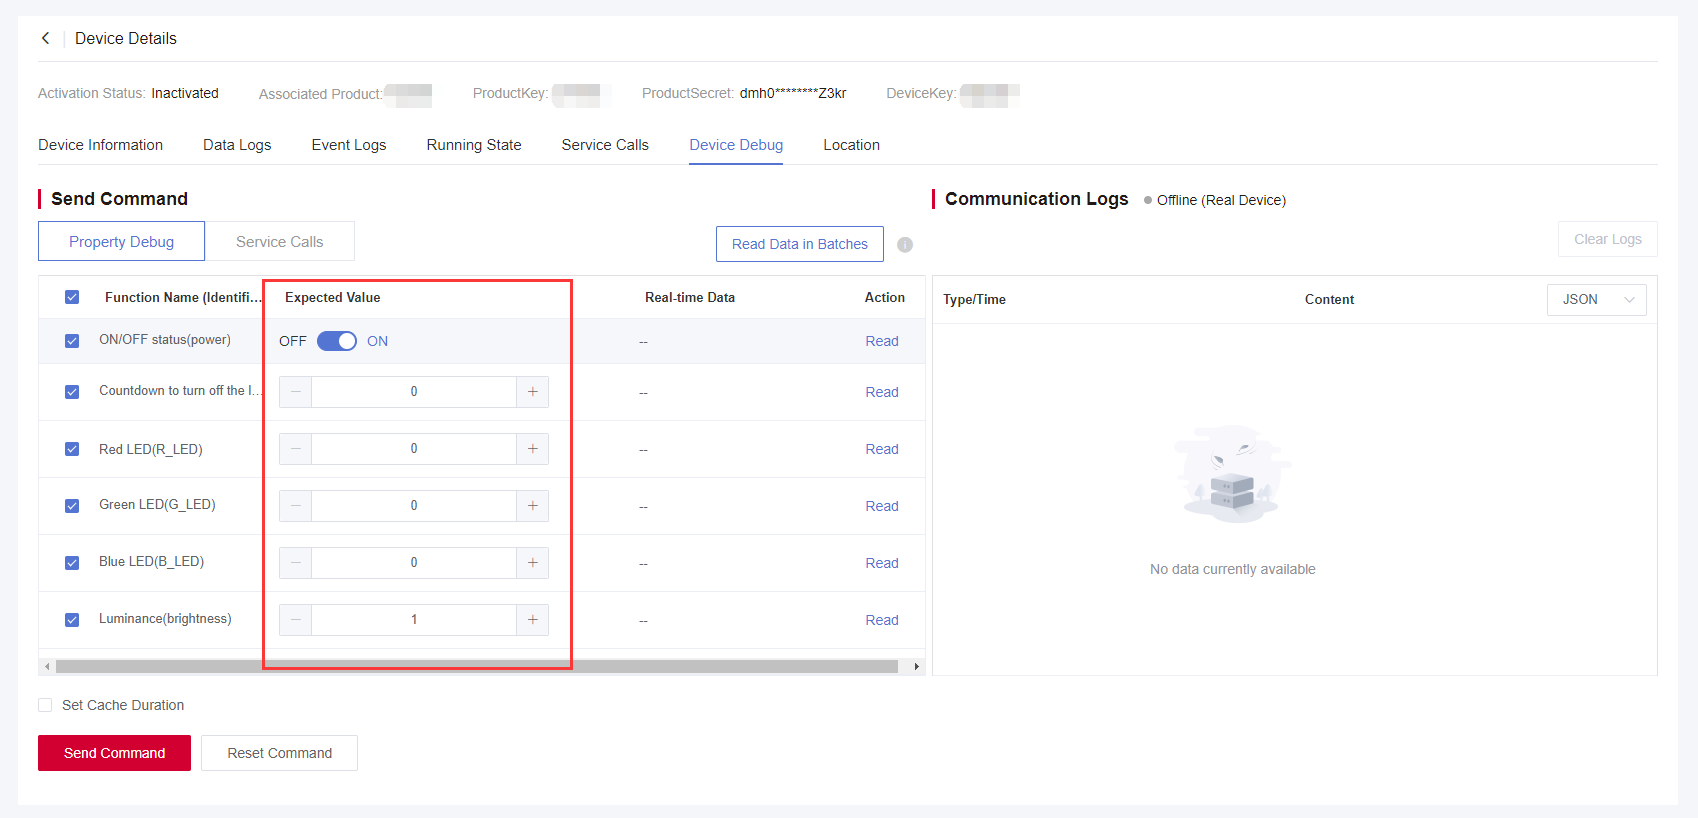 Device Details
Activation Status: Inactivated Associated Product: ProductKey: ProductSecret: dmh0********Z3kr DeviceKey:
Device Information Data Logs Event Logs Running State Service Calls Device Debug Location
Send Command
Communication Logs Offline (Real Device)
Property Debug Service Calls Read Data in Batches
Clear Logs
Function Name (Identifi... Expected Value Real-time Data Action
Type/Time Content JSON
ON/OFF status(power) OFF ON -- Read
Countdown to turn off the l... − 0 + -- Read
Red LED(R_LED) − 0 + -- Read
Green LED(G_LED) − 0 + -- Read
Blue LED(B_LED) − 0 + -- Read
No data currently available
Luminance(brightness) − 1 + -- Read
Set Cache Duration
Send Command Reset Command